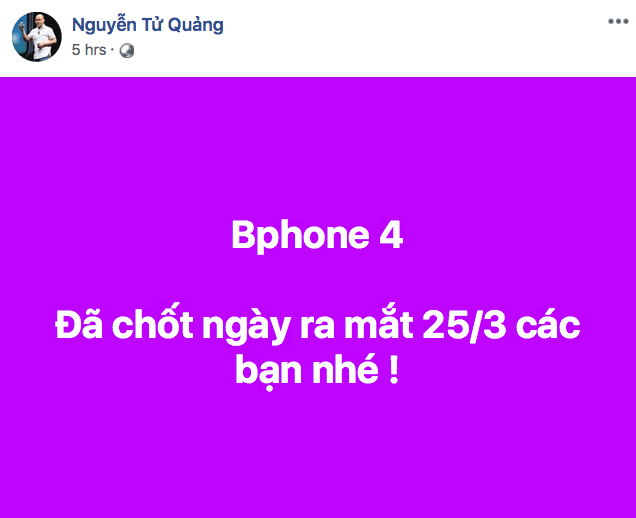 Nguyễn Tử Quảng
5 hrs ·
Bphone 4
Đã chốt ngày ra mắt 25/3 các
bạn nhé !